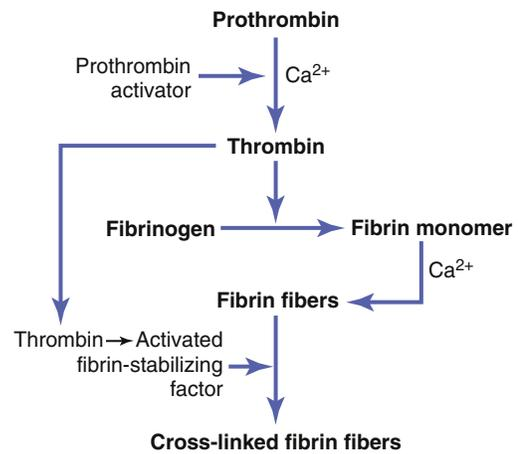 Prothrombin
Prothrombin
activator
Ca2+
Thrombin
Fibrinogen
Fibrin monomer
Ca2+
Fibrin fibers
Thrombin → Activated
fibrin-stabilizing
factor
Cross-linked fibrin fibers